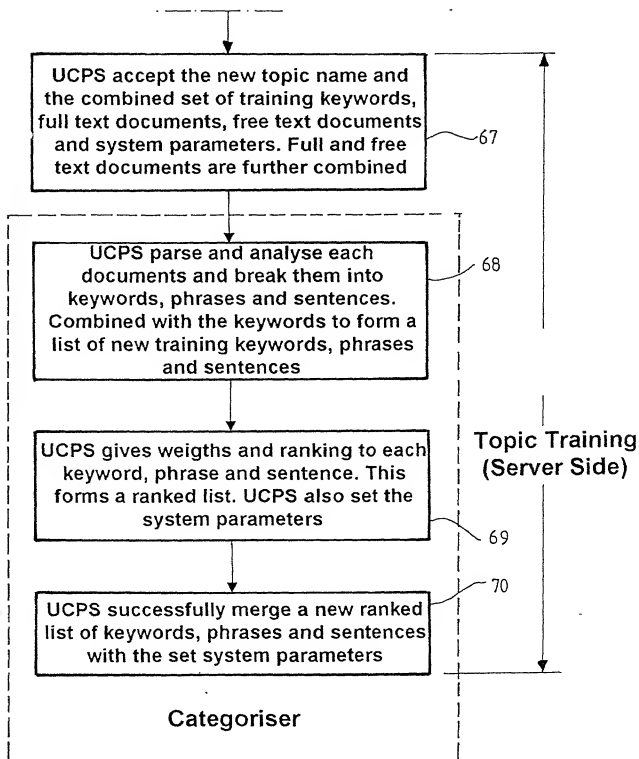 UCPS accept the new topic name and
the combined set of training keywords,
full text documents, free text documents
and system parameters. Full and free
text documents are further combined
67
UCPS parse and analyse each
documents and break them into
keywords, phrases and sentences.
Combined with the keywords to form a
list of new training keywords, phrases
and sentences
68
UCPS gives weigths and ranking to each
keyword, phrase and sentence. This
forms a ranked list. UCPS also set the
system parameters
69
UCPS successfully merge a new ranked
list of keywords, phrases and sentences
with the set system parameters
70
Categoriser
Topic Training
(Server Side)